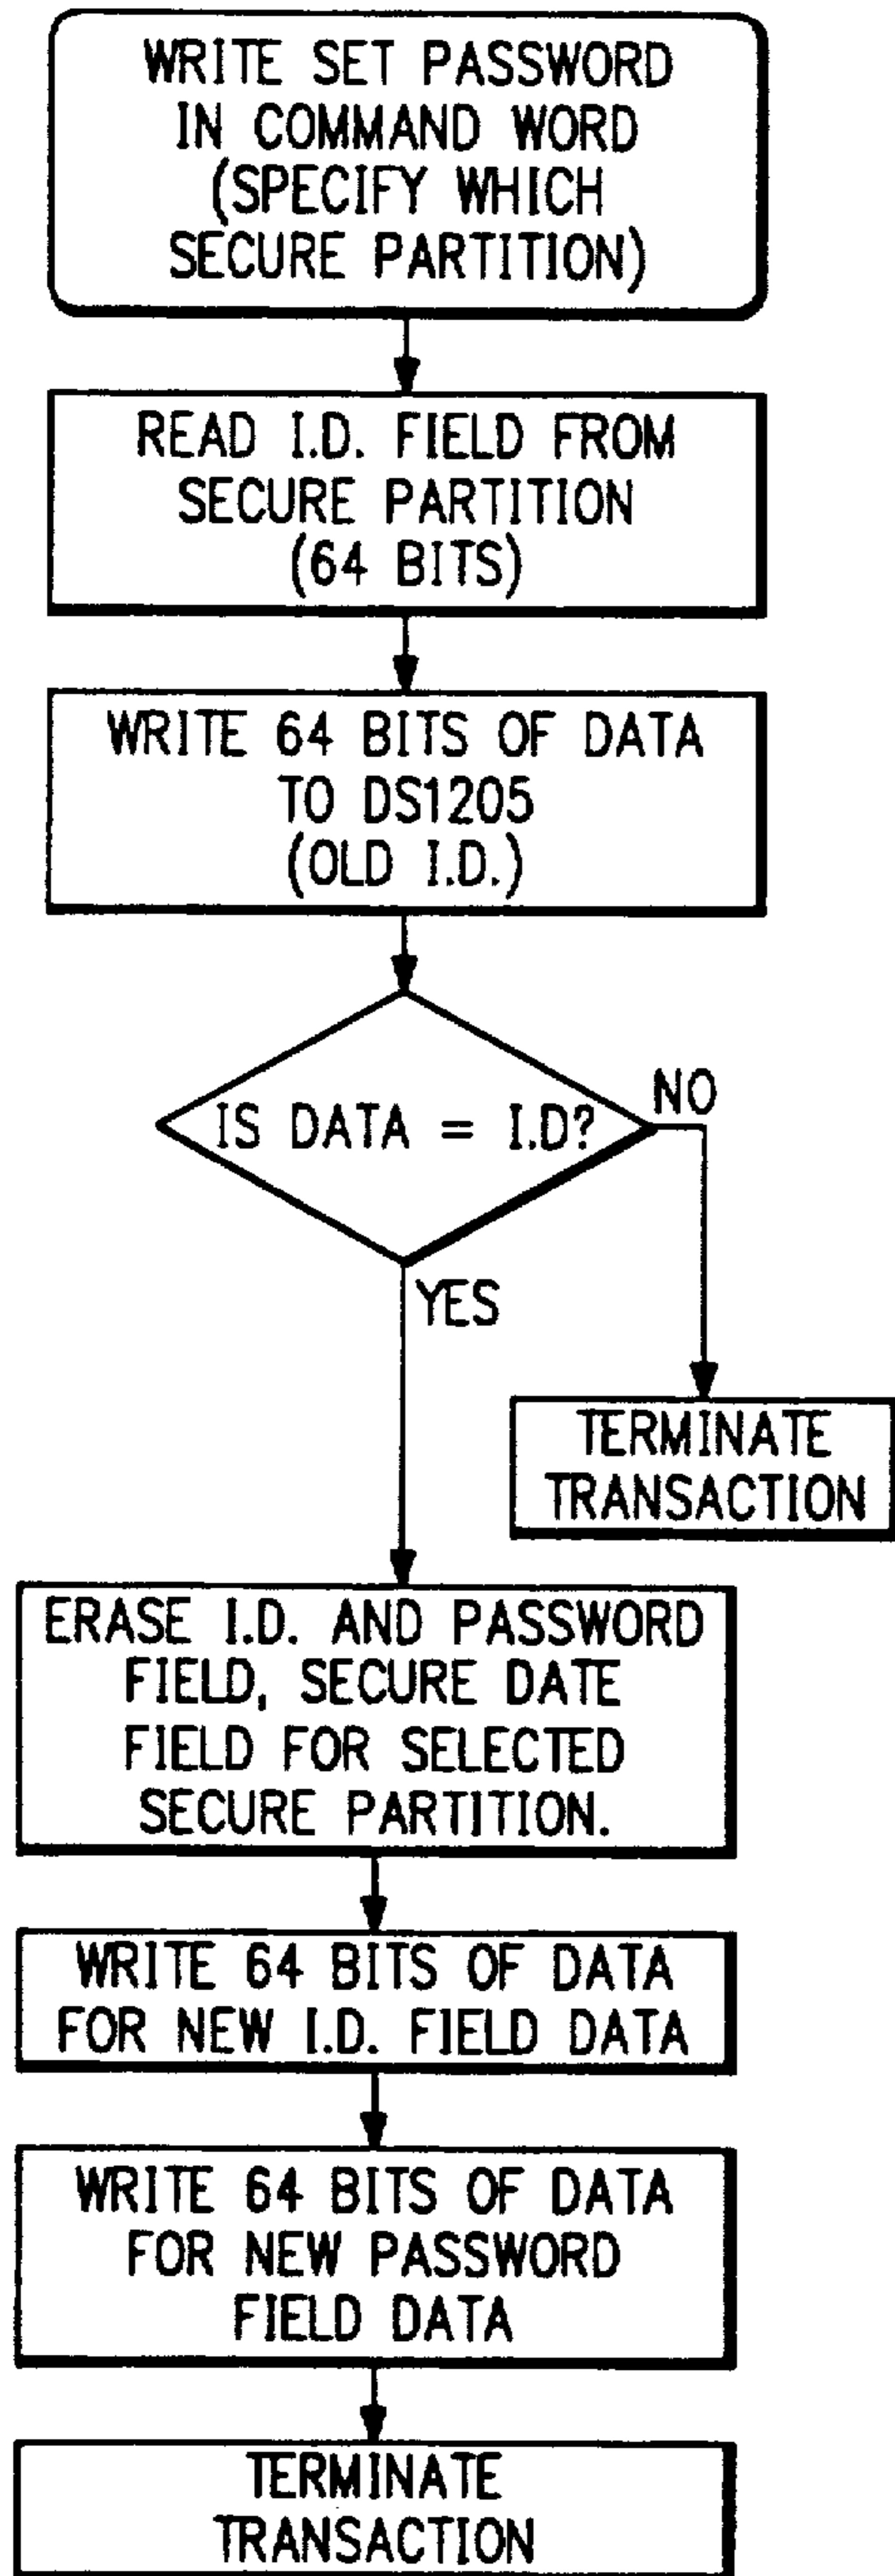 WRITE SET PASSWORD
IN COMMAND WORD
(SPECIFY WHICH
SECURE PARTITION)
READ I.D. FIELD FROM
SECURE PARTITION
(64 BITS)
WRITE 64 BITS OF DATA
TO DS1205
(OLD I.D.)
IS DATA = I.D?
NO
YES
TERMINATE
TRANSACTION
ERASE I.D. AND PASSWORD
FIELD, SECURE DATE
FIELD FOR SELECTED
SECURE PARTITION.
WRITE 64 BITS OF DATA
FOR NEW I.D. FIELD DATA
WRITE 64 BITS OF DATA
FOR NEW PASSWORD
FIELD DATA
TERMINATE
TRANSACTION